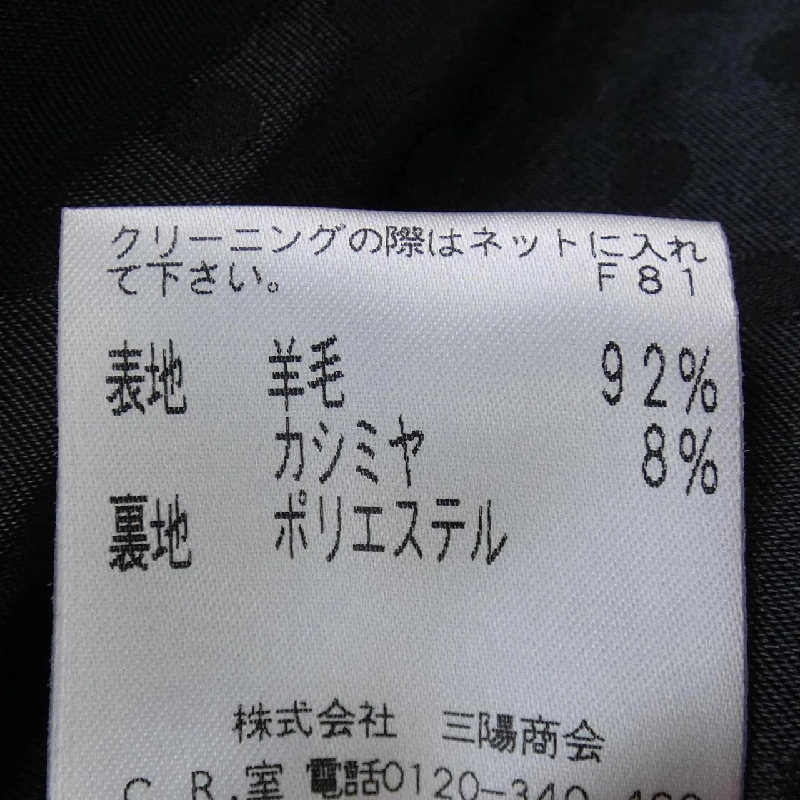 クリーニングの際はネットに入れ
て下さい。 F81
表地 羊毛 92%
カシミヤ 8%
裏地 ポリエステル
株式会社 三陽商会
C.R.室 電話0120-340-460